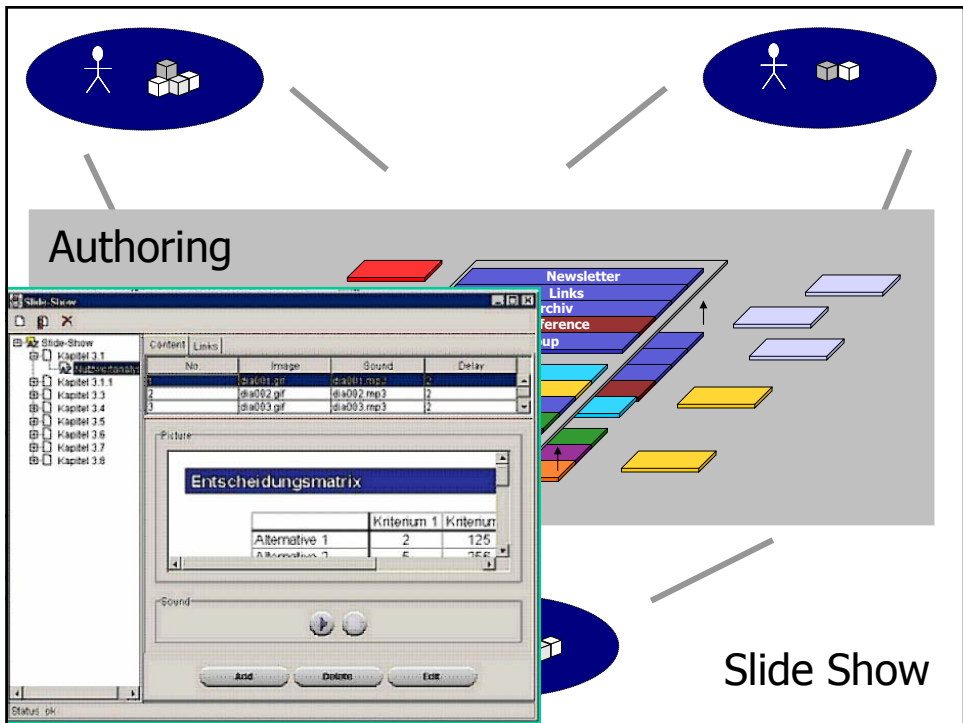 Authoring
Newsletter
Links
rchiv
ference
oup
Slide-Show
Slide-Show
Kapitel 3.1
Kapitel 3.1.1
Kapitel 3.3
Kapitel 3.4
Kapitel 3.5
Kapitel 3.6
Kapitel 3.7
Kapitel 3.8
Content Links
No. Image Sound Delay
1 dia001.gif dia001.mp3 2
2 dia002.gif dia002.mp3 2
3 dia003.gif dia003.mp3 2
Picture
Entscheidungsmatrix
Kriterium 1 Kriterium
Alternative 1 2 125
Alternative 2 5 256
Sound
Add Delete Edit
Status: ok
Slide Show